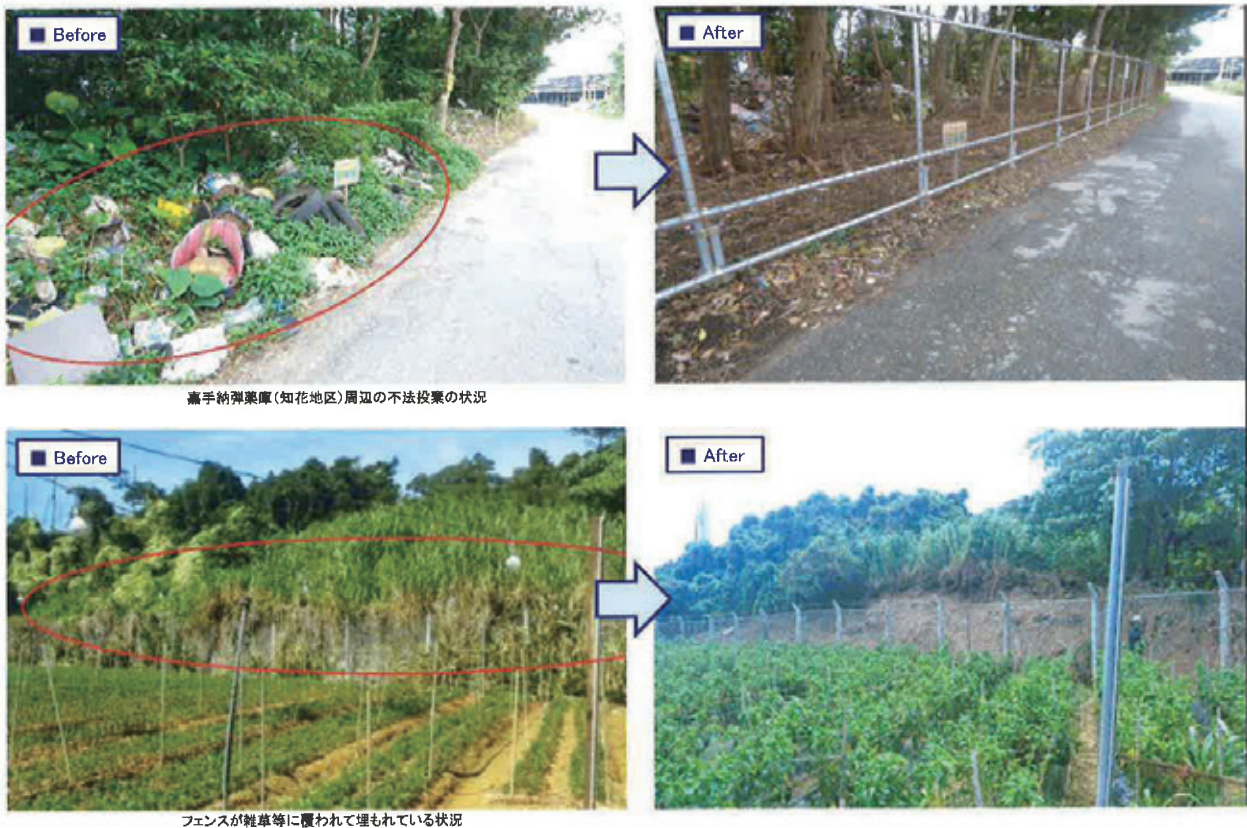 ■ Before
■ After
嘉手納弾薬庫(知花地区)周辺の不法投棄の状況
■ Before
■ After
フェンスが雑草等に覆われて埋もれている状況